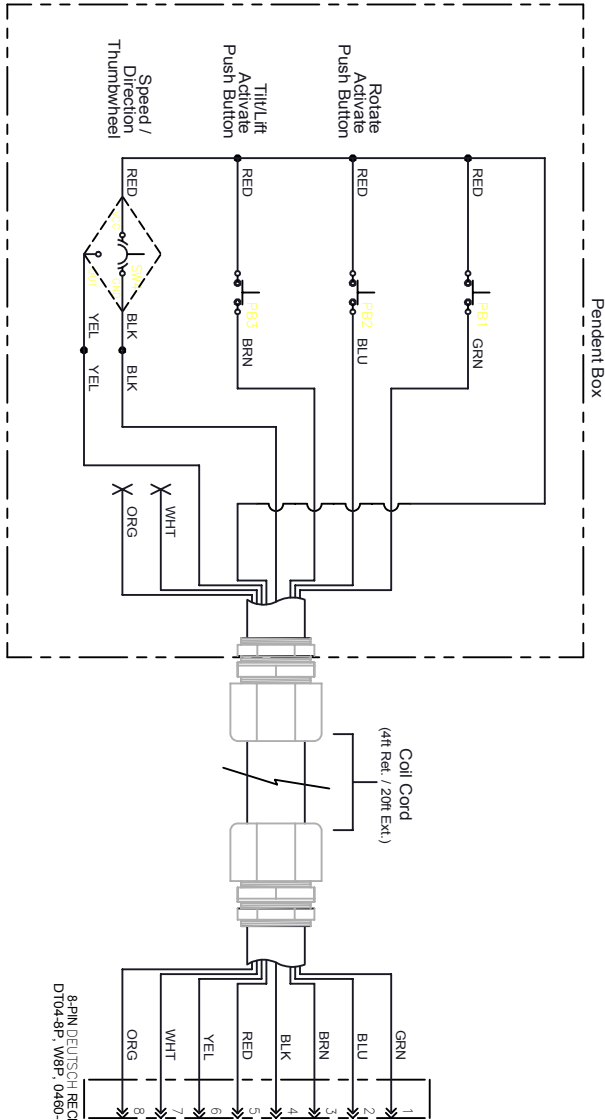 Pendent Box
Speed /
Direction
Thumbwheel
Tilt/Lift
Activate
Push Button
Rotate
Activate
Push Button
RED
RED
RED
RED
PB3
PB2
PB1
YEL
BLK
BRN
BLU
GRN
YEL
BLK
ORG
WHT
Coil Cord
(4ft Ret. / 20ft Ext.)
ORG
WHT
YEL
RED
BLK
BRN
BLU
GRN
8
7
6
5
4
3
2
1
8-PIN DEUTSCH
DT04-8P, W8P, 0460-